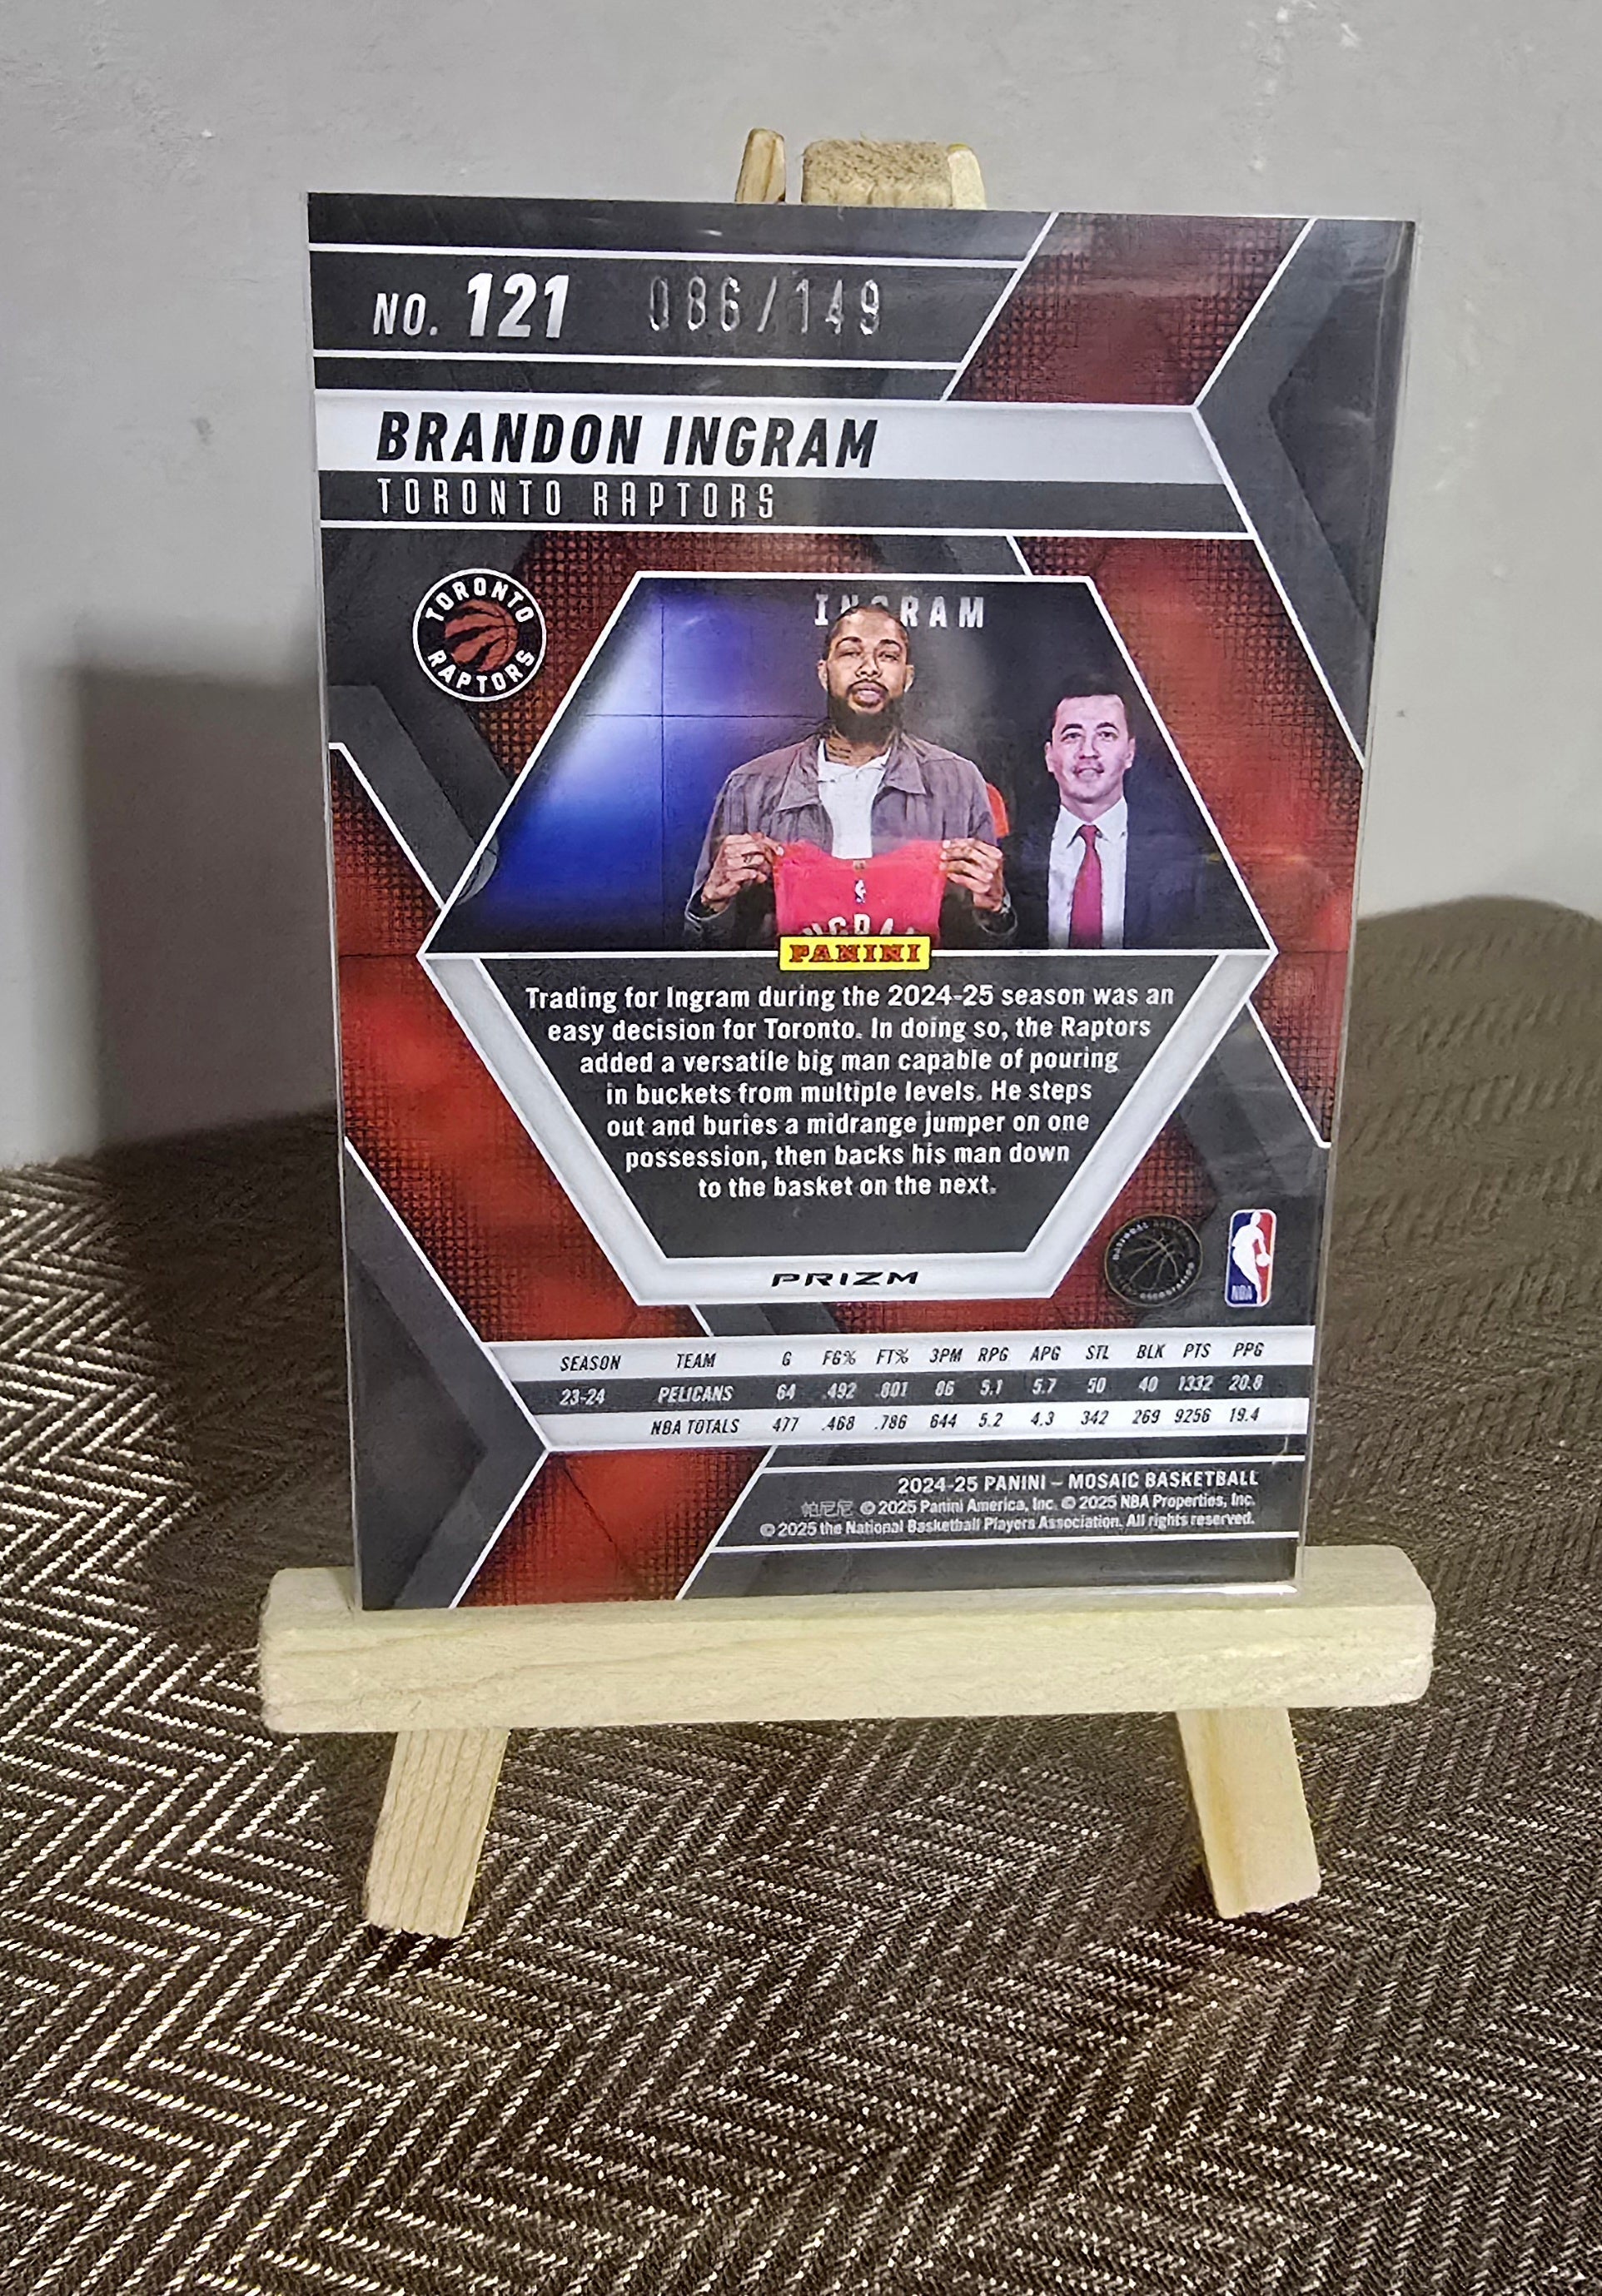 NO. 121 086/149
BRANDON INGRAM
TORONTO RAPTORS
TORONTO
RAPTORS
INGRAM
PANINI
Trading for Ingram during the 2024-25 season was an
easy decision for Toronto. In doing so, the Raptors
added a versatile big man capable of pouring
in buckets from multiple levels. He steps
out and buries a midrange jumper on one
possession, then backs his man down
to the basket on the next.
PRIZM
NBA
SEASON TEAM G FG% FT% 3PM RPG APG STL BLK PTS PPG
23-24 PELICANS 64 .492 .801 86 5.1 5.7 50 40 1332 20.8
NBA TOTALS 477 .468 .786 644 5.2 4.3 342 269 9256 19.4
2024-25 PANINI – MOSAIC BASKETBALL
帕尼尼 © 2025 Panini America, Inc. © 2025 NBA Properties, Inc.
© 2025 the National Basketball Players Association. All rights reserved.